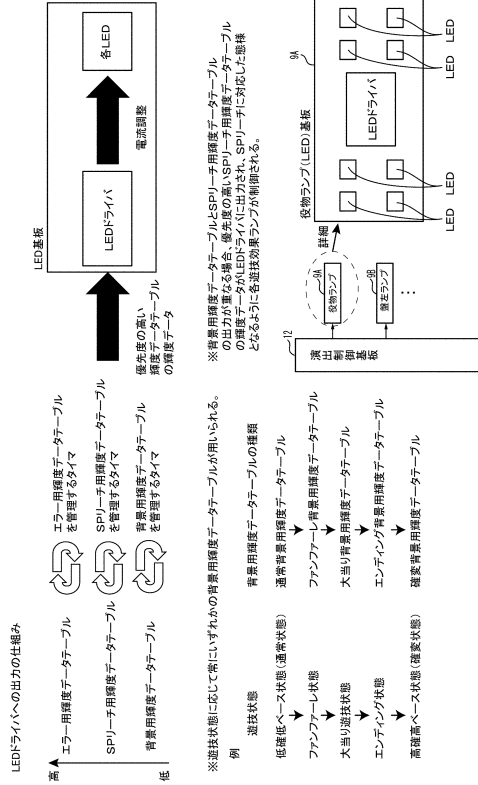 LEDドライバへの出力の仕組み
高
エラー用輝度データテーブル
SPリーチ用輝度データテーブル
背景用輝度データテーブル
低
エラー用輝度データテーブル
を管理するタイマ
SPリーチ用輝度データテーブル
を管理するタイマ
背景用輝度データテーブル
を管理するタイマ
優先度の高い
輝度データテーブル
の輝度データ
LED基板
LEDドライバ
電流調整
各LED
※遊技状態に応じて常にいずれかの背景用輝度データテーブルが用いられる。
例
遊技状態
背景用輝度データテーブルの種類
低確低ベース状態(通常状態)
通常背景用輝度データテーブル
ファンファーレ状態
ファンファーレ背景用輝度データテーブル
大当り遊技状態
大当り背景用輝度データテーブル
エンディング状態
エンディング背景用輝度データテーブル
高確高ベース状態(確変状態)
確変背景用輝度データテーブル
※背景用輝度データテーブルとSPリーチ用輝度データテーブル
の出力が重なる場合、優先度の高いSPリーチ用輝度データテーブル
の輝度データがLEDドライバに出力され、SPリーチに対応した態様
となるように各遊技効果ランプが制御される。
12
演出制御基板
9A
役物ランプ
9B
盤左ランプ
詳細
役物ランプ(LED)基板
9A
LEDドライバ
LED
LED
LED
LED